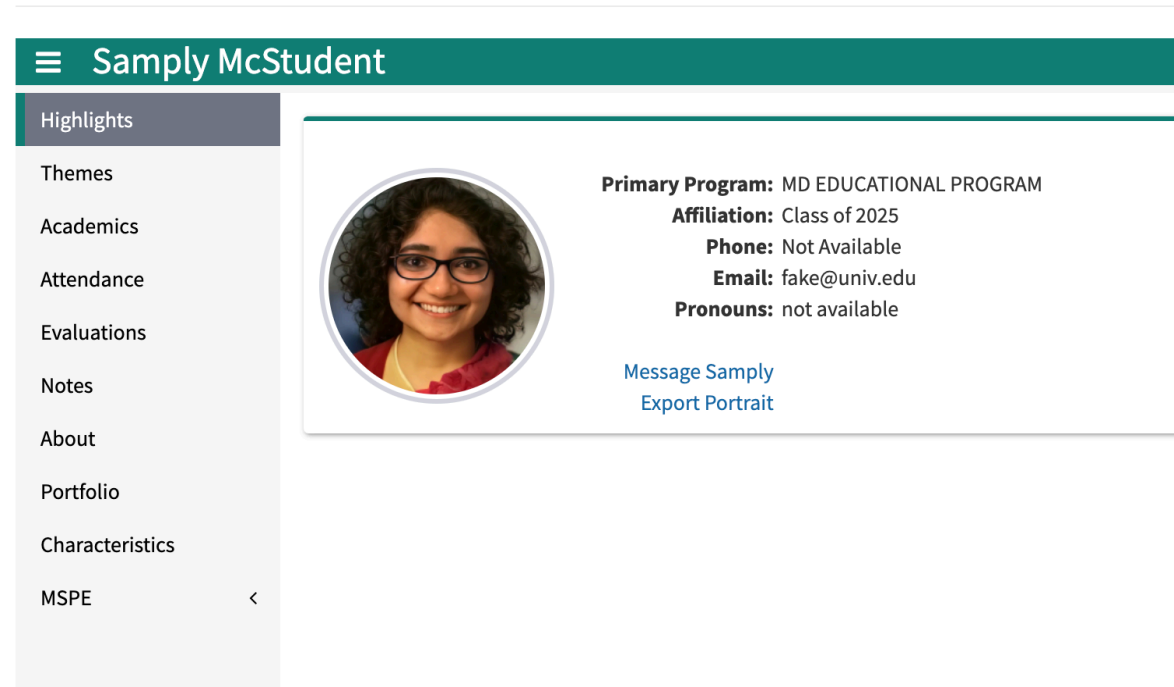 Samply McStudent
Highlights
Themes
Academics
Attendance
Evaluations
Notes
About
Portfolio
Characteristics
MSPE
Primary Program: MD EDUCATIONAL PROGRAM
Affiliation: Class of 2025
Phone: Not Available
Email: fake@univ.edu
Pronouns: not available
Message Samply
Export Portrait